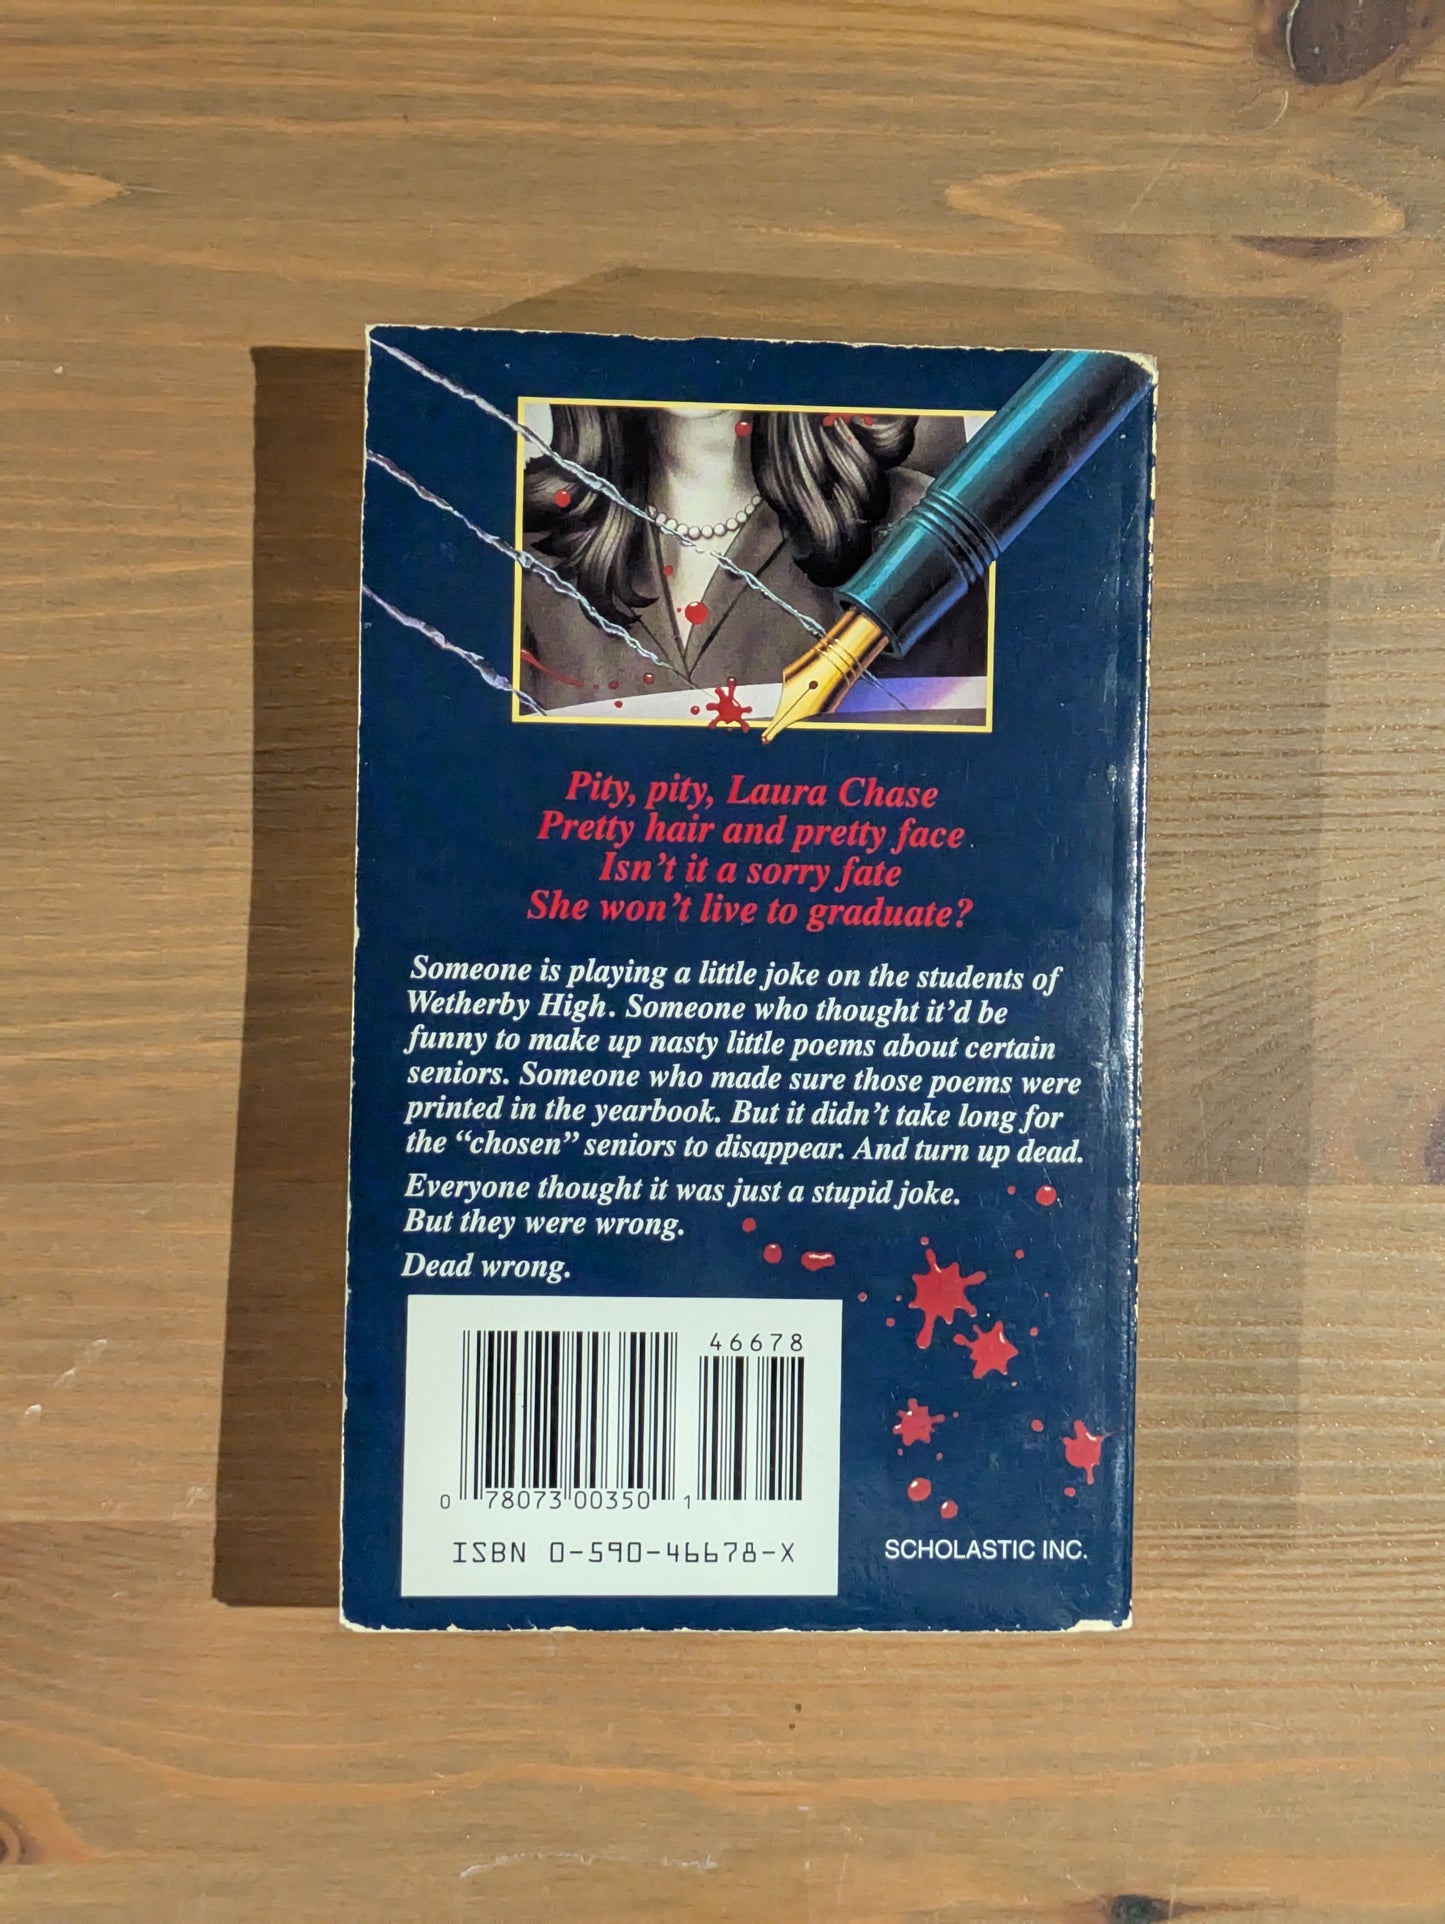 Pity, pity, Laura Chase
Pretty hair and pretty face
Isn't it a sorry fate
She won't live to graduate?
Someone is playing a little joke on the students of
Wetherby High. Someone who thought it'd be
funny to make up nasty little poems about certain
seniors. Someone who made sure those poems were
printed in the yearbook. But it didn't take long for
the “chosen” seniors to disappear. And turn up dead.
Everyone thought it was just a stupid joke.
But they were wrong.
Dead wrong.
46678
0 78073 00350 1
ISBN 0-590-46678-X
SCHOLASTIC INC.